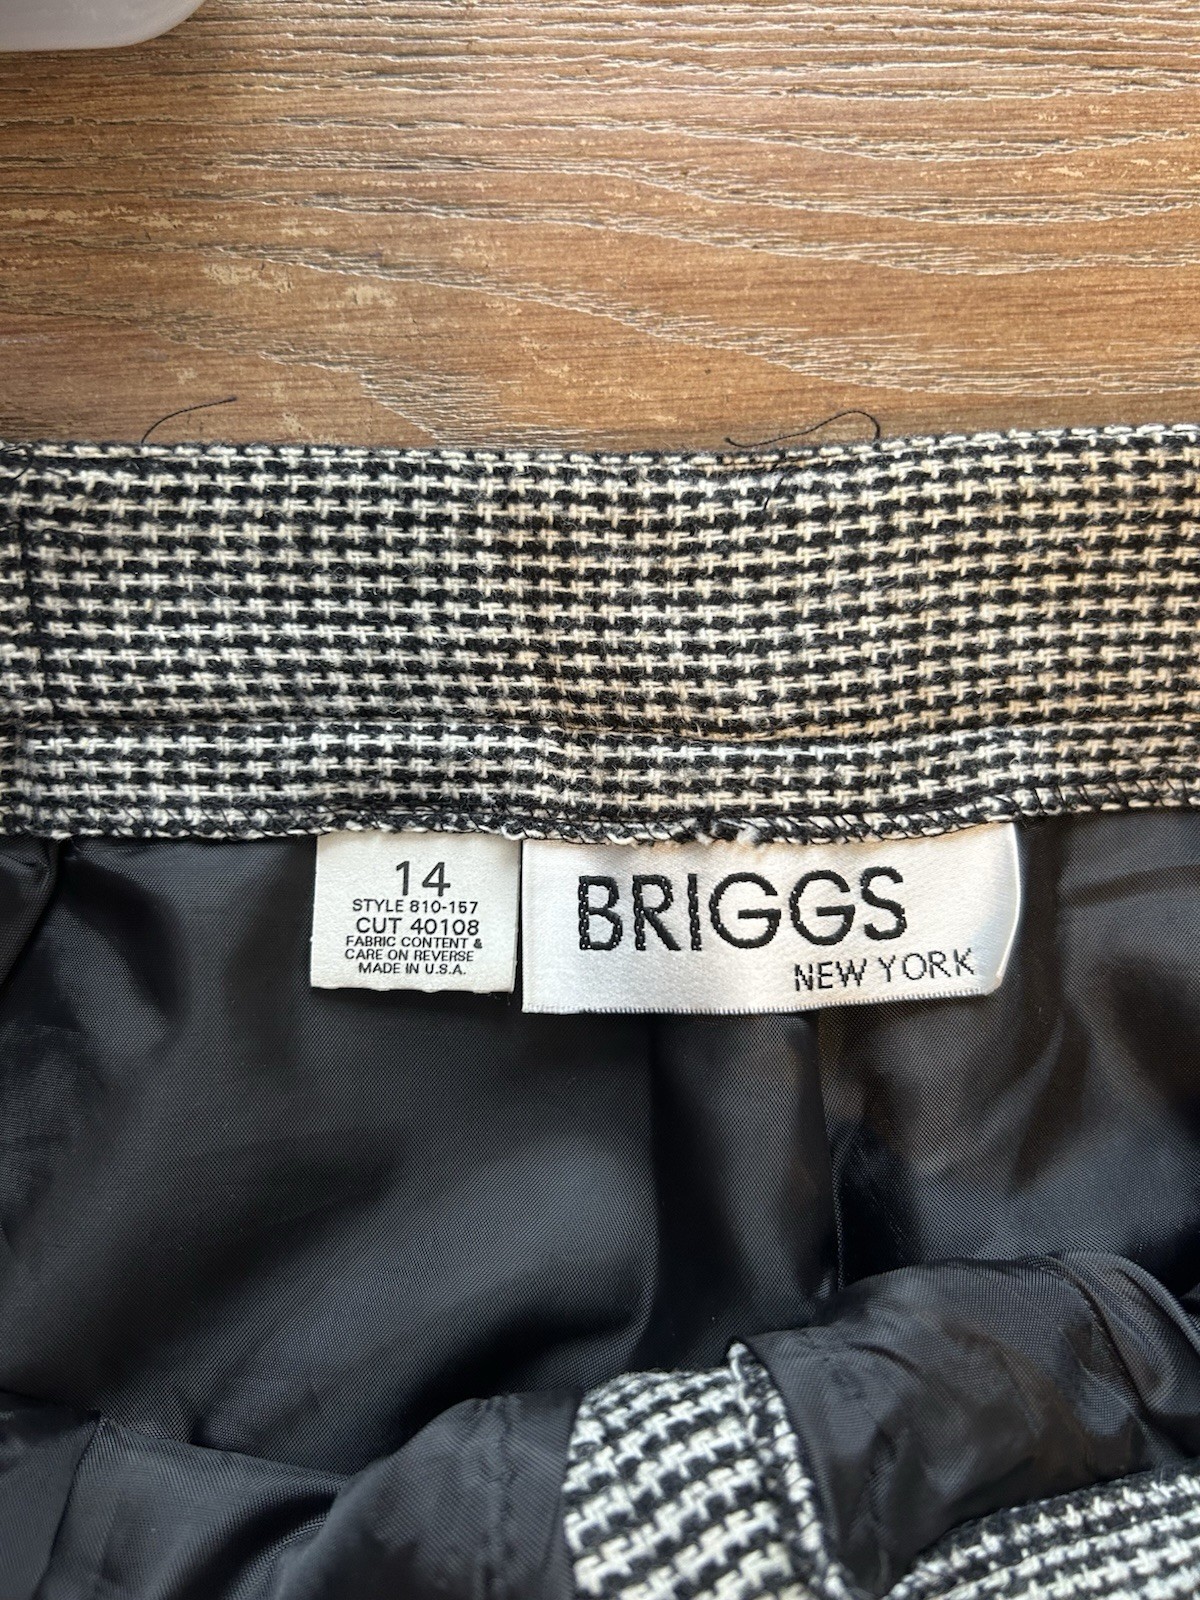 14
STYLE 810-157
CUT 40108
FABRIC CONTENT &
CARE ON REVERSE
MADE IN U.S.A.
BRIGGS
NEW YORK